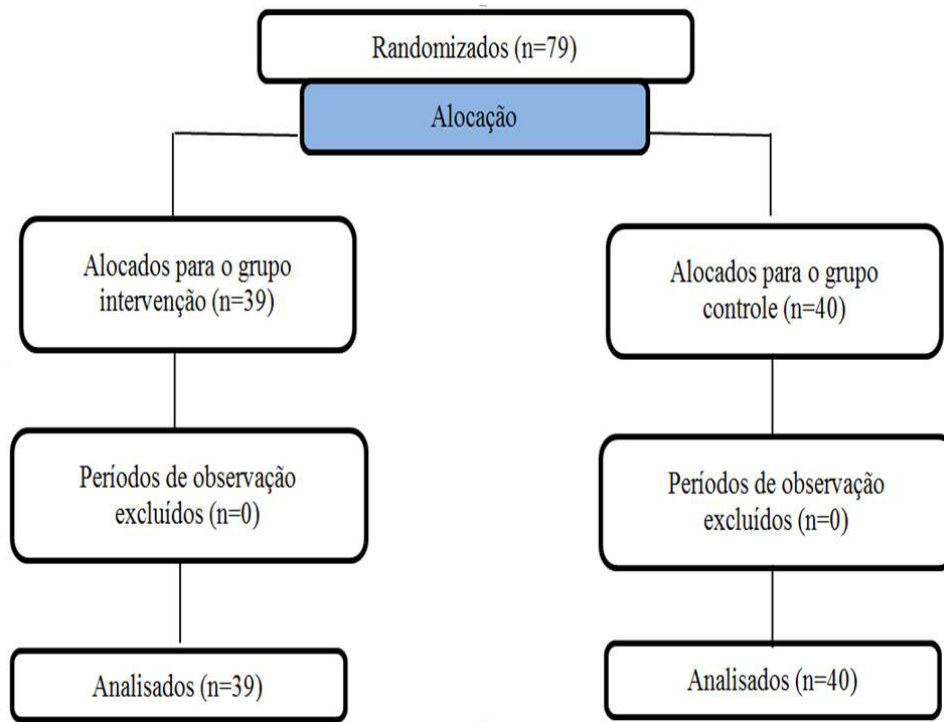 Randomizados (n=79)
Alocação
Alocados para o grupo
intervenção (n=39)
Alocados para o grupo
controle (n=40)
Períodos de observação
excluídos (n=0)
Períodos de observação
excluídos (n=0)
Analisados (n=39)
Analisados (n=40)